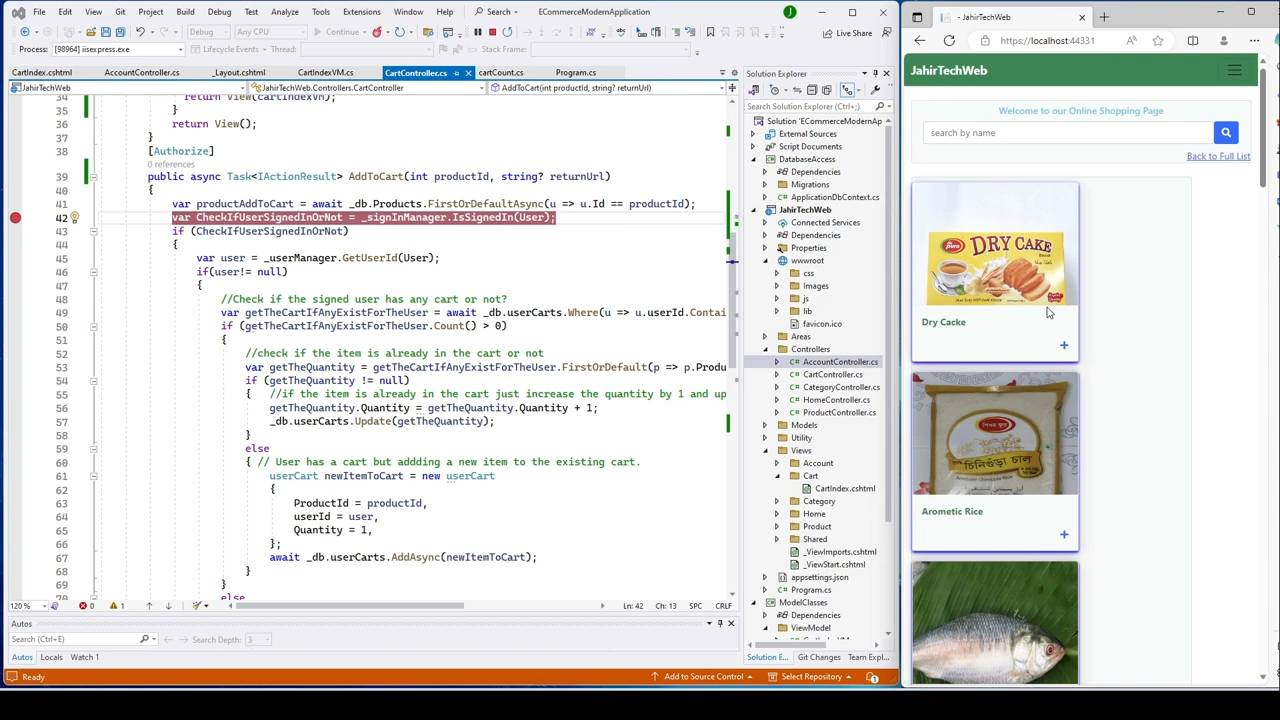 File Edit View Git Project Build Debug Test Analyze Tools Extensions Window Help Search ECommerceModernApplication J
Debug Any CPU Continue Live Share
Process: [98964] iisexpress.exe Lifecycle Events Thread: Stack Frame:
CartIndex.cshtml AccountController.cs _Layout.cshtml CartIndexVM.cs CartController.cs cartCount.cs Program.cs
JahirTechWeb JahirTechWeb.Controllers.CartController AddToCart(int productId, string? returnUrl)
34 return View(cartIndexVM);
35 }
36 return View();
37 }
38 [Authorize]
0 references
39 public async Task<IActionResult> AddToCart(int productId, string? returnUrl)
40 {
41 var productAddToCart = await _db.Products.FirstOrDefaultAsync(u => u.Id == productId);
42 var CheckIfUserSignedInOrNot = _signInManager.IsSignedIn(User);
43 if (CheckIfUserSignedInOrNot)
44 {
45 var user = _userManager.GetUserId(User);
46 if(user!= null)
47 {
48 //Check if the signed user has any cart or not?
49 var getTheCartIfAnyExistForTheUser = await _db.userCarts.Where(u => u.userId.Contai
50 if (getTheCartIfAnyExistForTheUser.Count() > 0)
51 {
52 //check if the item is already in the cart or not
53 var getTheQuantity = getTheCartIfAnyExistForTheUser.FirstOrDefault(p => p.Produ
54 if (getTheQuantity != null)
55 { //if the item is already in the cart just increase the quantity by 1 and up
56 getTheQuantity.Quantity = getTheQuantity.Quantity + 1;
57 _db.userCarts.Update(getTheQuantity);
58 }
59 else
60 { // User has a cart but addding a new item to the existing cart.
61 userCart newItemToCart = new userCart
62 {
63 ProductId = productId,
64 userId = user,
65 Quantity = 1,
66 };
67 await _db.userCarts.AddAsync(newItemToCart);
68 }
69 }
70 else
120 % 0 1 Ln: 42 Ch: 13 SPC CRLF
Autos
Search (Ctrl+E) Search Depth: 3
Autos Locals Watch 1
Ready Add to Source Control Select Repository 1
Solution Explorer
Search Solution Explorer (Ctrl+;)
Solution 'ECommerceModernAp
External Sources
Script Documents
DatabaseAccess
Dependencies
Migrations
ApplicationDbContext.cs
JahirTechWeb
Connected Services
Dependencies
Properties
wwwroot
css
Images
js
lib
favicon.ico
Areas
Controllers
C# AccountController.cs
C# CartController.cs
C# CategoryController.cs
C# HomeController.cs
C# ProductController.cs
Models
Utility
Views
Account
Cart
CartIndex.cshtml
Category
Home
Product
Shared
_ViewImports.cshtml
_ViewStart.cshtml
appsettings.json
C# Program.cs
ModelClasses
Dependencies
ViewModel
Solution E... Git Changes Team Expl...
- JahirTechWeb
https://localhost:44331
JahirTechWeb
Welcome to our Online Shopping Page
search by name
Back to Full List
DRY CAKE
Dry Cacke
+
চিনিগুঁড়া চাল
Arometic Rice
+